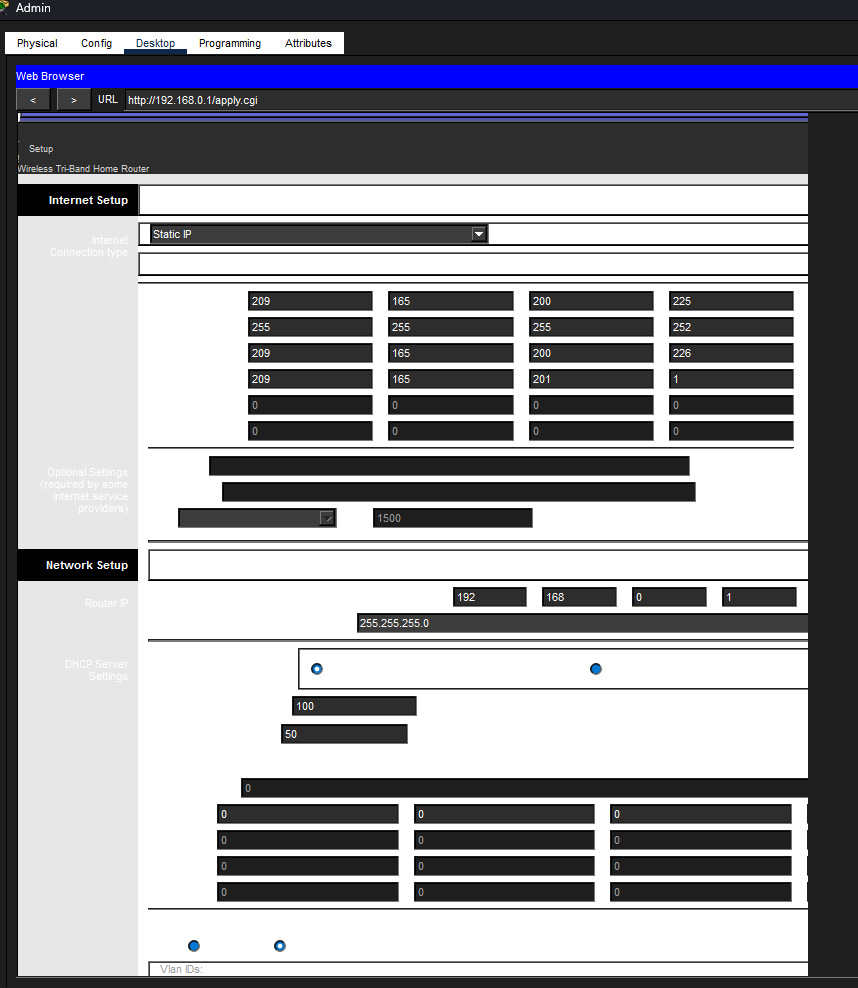 Admin
Physical Config Desktop Programming Attributes
Web Browser
< > URL http://192.168.0.1/apply.cgi
Setup
Wireless Tri-Band Home Router
Internet Setup
Internet
Connection type
Static IP
209 165 200 225
255 255 255 252
209 165 200 226
209 165 201 1
0 0 0 0
0 0 0 0
Optional Settings
(required by some
internet service
providers)
1500
Network Setup
Router IP
192 168 0 1
255.255.255.0
DHCP Server
Settings
100
50
0
0 0 0
0 0 0
0 0 0
0 0 0
Vlan IDs: